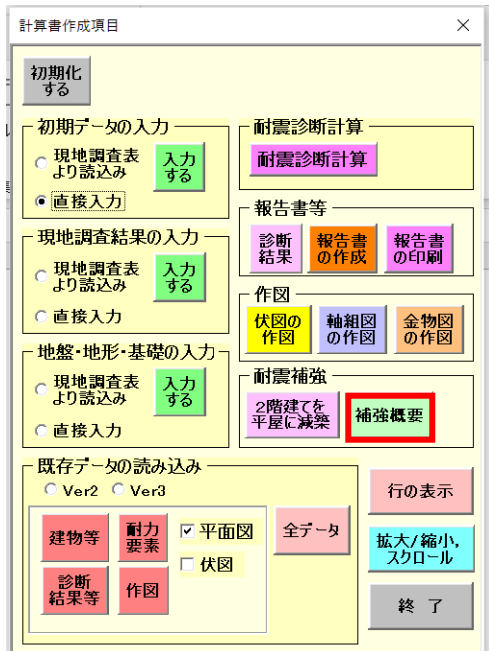 計算書作成項目
初期化
する
初期データの入力
現地調査表
より読込み
入力
する
直接入力
現地調査結果の入力
現地調査表
より読込み
入力
する
直接入力
地盤・地形・基礎の入力
現地調査表
より読込み
入力
する
直接入力
耐震診断計算
耐震診断計算
報告書等
診断
結果
報告書
の作成
報告書
の印刷
作図
伏図の
作図
軸組図
の作図
金物図
の作図
耐震補強
2階建てを
平屋に減築
補強概要
既存データの読み込み
Ver2
Ver3
建物等
耐力
要素
平面図
伏図
診断
結果等
作図
全データ
行の表示
拡大/縮小,
スクロール
終 了